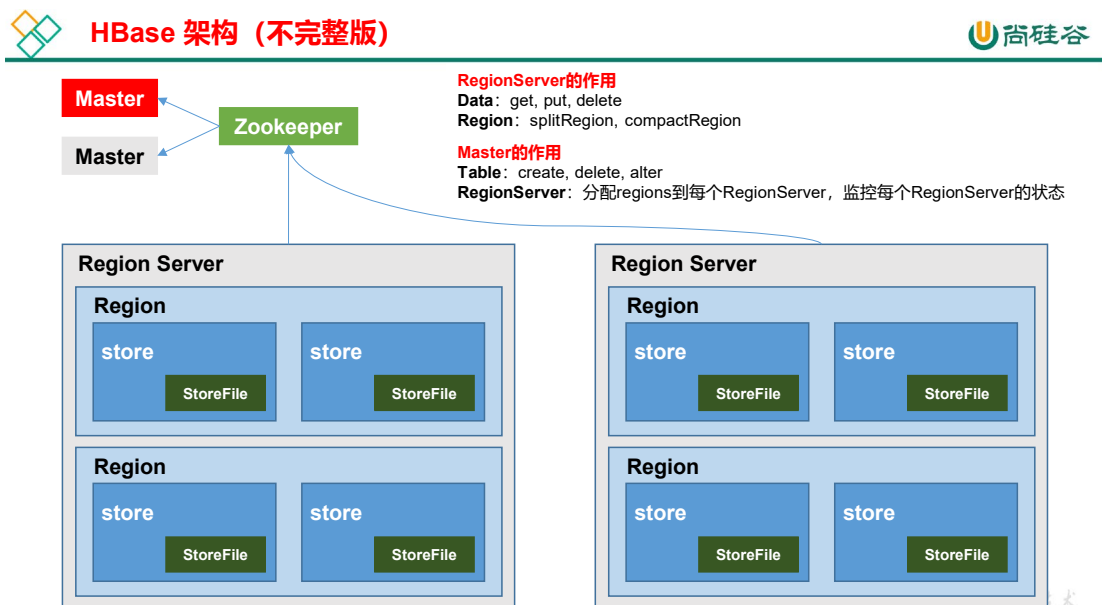 HBase 架构（不完整版）
尚硅谷
RegionServer的作用
Data：get, put, delete
Region：splitRegion, compactRegion
Master的作用
Table：create, delete, alter
RegionServer：分配regions到每个RegionServer，监控每个RegionServer的状态
Master
Zookeeper
Master
Region Server
Region
store
StoreFile
store
StoreFile
Region
store
StoreFile
store
StoreFile
Region Server
Region
store
StoreFile
store
StoreFile
Region
store
StoreFile
store
StoreFile